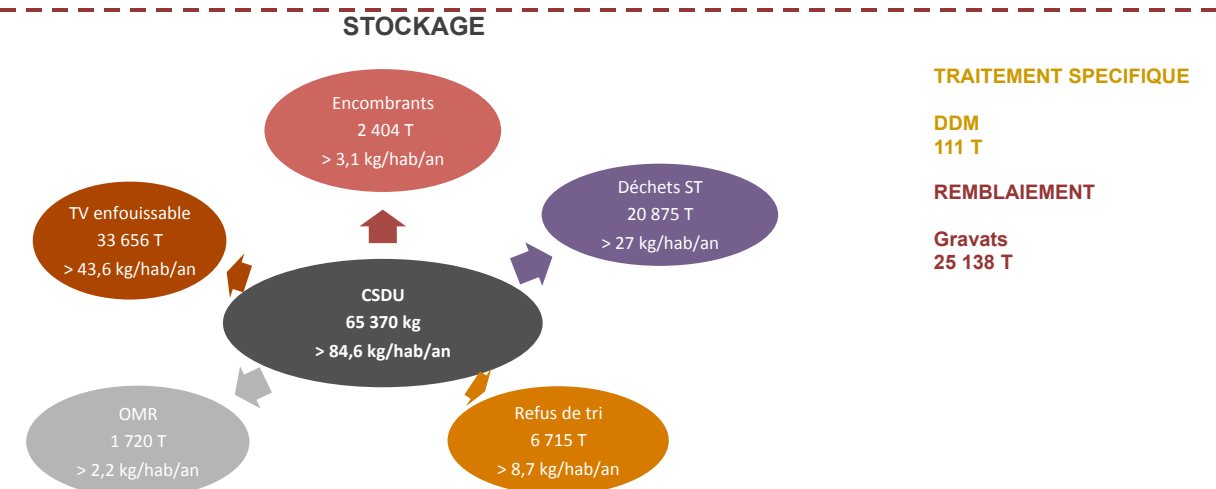 STOCKAGE
Encombrants
2 404 T
> 3,1 kg/hab/an
Déchets ST
20 875 T
> 27 kg/hab/an
TV enfouissable
33 656 T
> 43,6 kg/hab/an
CSDU
65 370 kg
> 84,6 kg/hab/an
OMR
1 720 T
> 2,2 kg/hab/an
Refus de tri
6 715 T
> 8,7 kg/hab/an
TRAITEMENT SPECIFIQUE
DDM
111 T
REMBLAIEMENT
Gravats
25 138 T